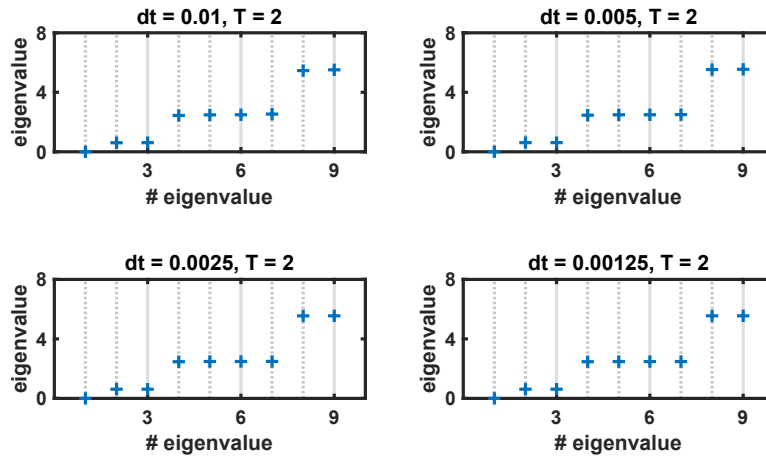 dt = 0.01, T = 2
eigenvalue
8
4
0
3
6
9
# eigenvalue
dt = 0.005, T = 2
eigenvalue
8
4
0
3
6
9
# eigenvalue
dt = 0.0025, T = 2
eigenvalue
8
4
0
3
6
9
# eigenvalue
dt = 0.00125, T = 2
eigenvalue
8
4
0
3
6
9
# eigenvalue